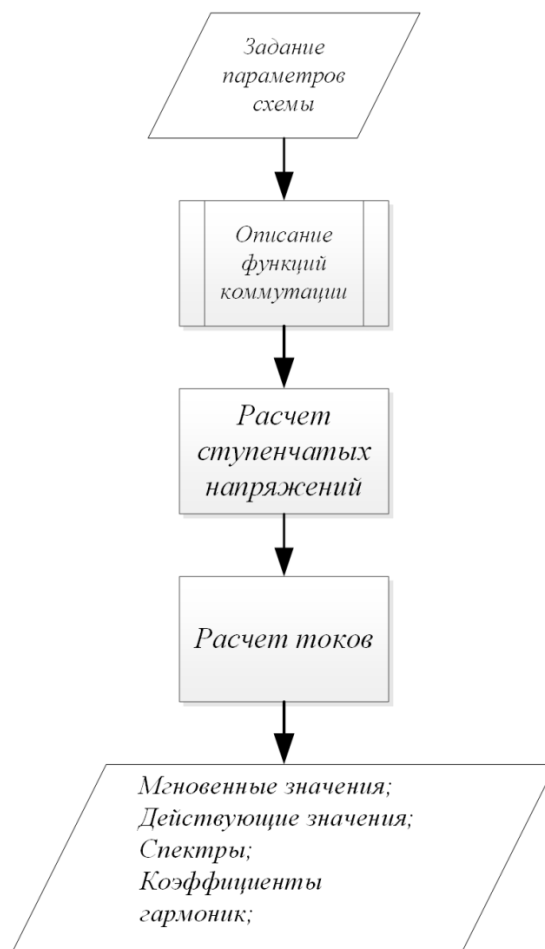 Задание
параметров
схемы
Описание
функций
коммутации
Расчет
ступенчатых
напряжений
Расчет токов
Мгновенные значения;
Действующие значения;
Спектры;
Коэффициенты
гармоник;